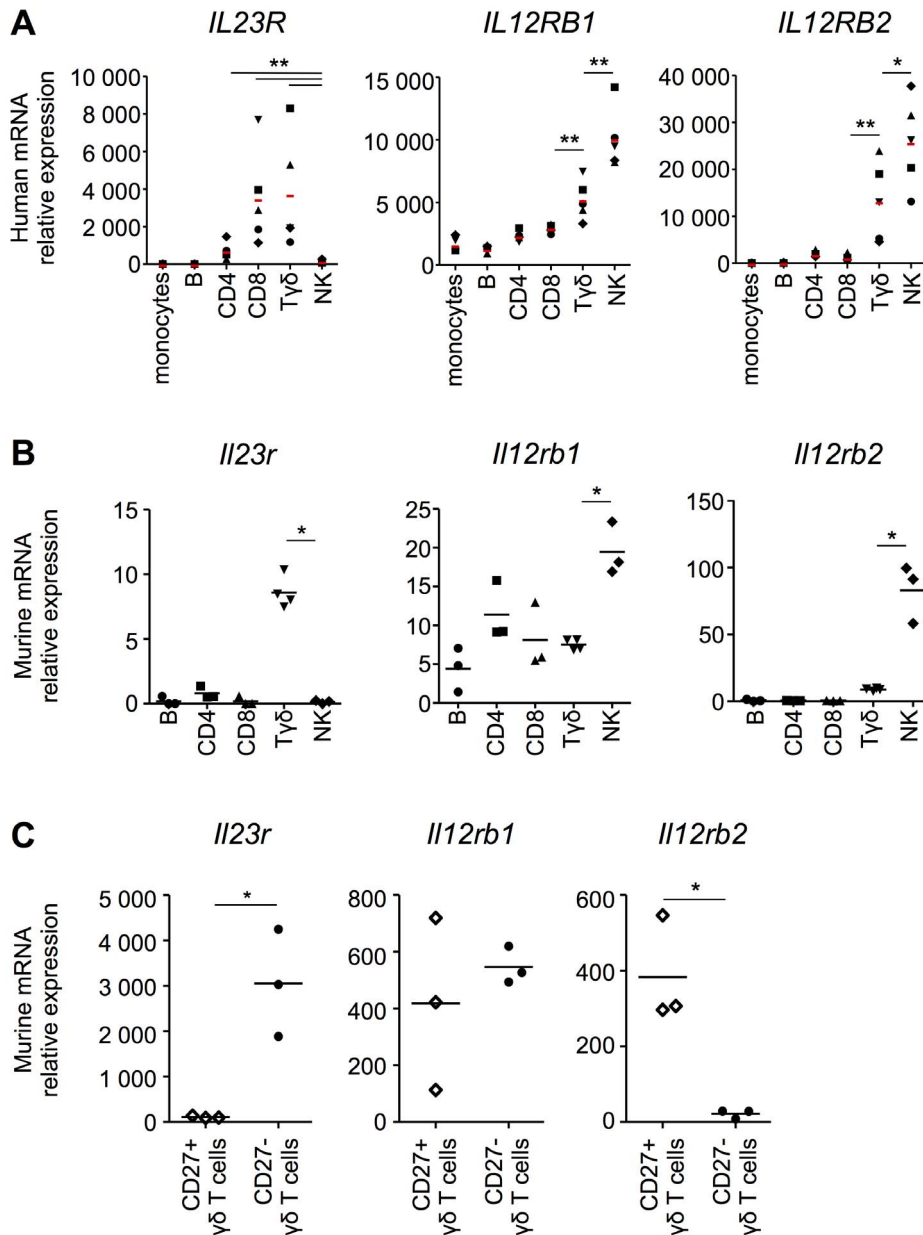 A
IL23R
IL12RB1
IL12RB2
Human mRNA
relative expression
**
10 000
8 000
6 000
4 000
2 000
0
monocytes
B
CD4
CD8
Tγδ
NK
**
**
15 000
10 000
5 000
0
monocytes
B
CD4
CD8
Tγδ
NK
*
**
40 000
30 000
20 000
10 000
0
monocytes
B
CD4
CD8
Tγδ
NK
B
Il23r
Il12rb1
Il12rb2
Murine mRNA
relative expression
*
15
10
5
0
B
CD4
CD8
Tγδ
NK
*
25
20
15
10
5
0
B
CD4
CD8
Tγδ
NK
*
150
100
50
0
B
CD4
CD8
Tγδ
NK
C
Il23r
Il12rb1
Il12rb2
Murine mRNA
relative expression
*
5 000
4 000
3 000
2 000
1 000
0
CD27+
γδ T cells
CD27-
γδ T cells
800
600
400
200
0
CD27+
γδ T cells
CD27-
γδ T cells
*
600
400
200
0
CD27+
γδ T cells
CD27-
γδ T cells